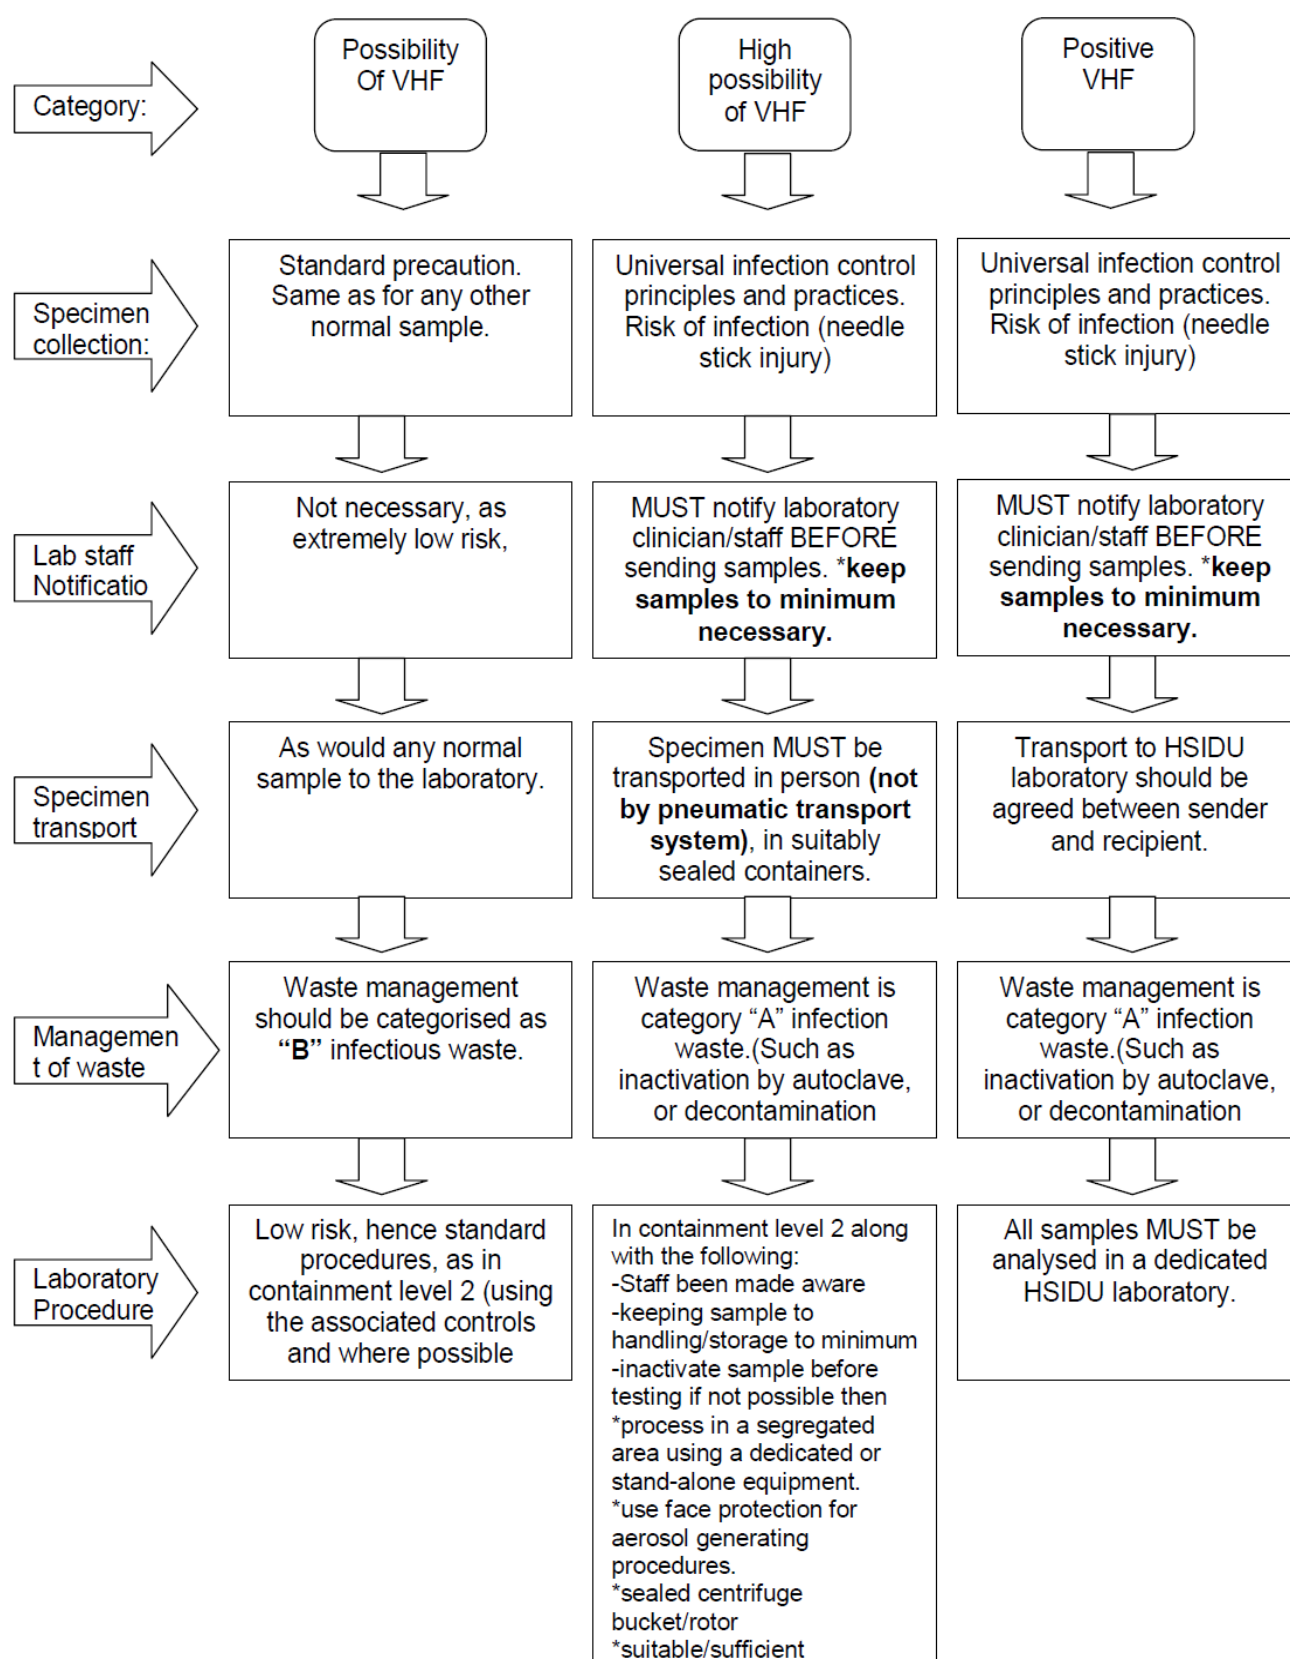 Category:
Possibility
Of VHF
High
possibility
of VHF
Positive
VHF
Specimen
collection:
Standard precaution.
Same as for any other
normal sample.
Universal infection control
principles and practices.
Risk of infection (needle
stick injury)
Universal infection control
principles and practices.
Risk of infection (needle
stick injury)
Lab staff
Notificatio
Not necessary, as
extremely low risk,
MUST notify laboratory
clinician/staff BEFORE
sending samples. *keep
samples to minimum
necessary.
MUST notify laboratory
clinician/staff BEFORE
sending samples. *keep
samples to minimum
necessary.
Specimen
transport
As would any normal
sample to the laboratory.
Specimen MUST be
transported in person (not
by pneumatic transport
system), in suitably
sealed containers.
Transport to HSIDU
laboratory should be
agreed between sender
and recipient.
Managemen
t of waste
Waste management
should be categorised as
“B” infectious waste.
Waste management is
category “A” infection
waste.(Such as
inactivation by autoclave,
or decontamination
Waste management is
category “A” infection
waste.(Such as
inactivation by autoclave,
or decontamination
Laboratory
Procedure
Low risk, hence standard
procedures, as in
containment level 2 (using
the associated controls
and where possible
In containment level 2 along
with the following:
-Staff been made aware
-keeping sample to
handling/storage to minimum
-inactivate sample before
testing if not possible then
*process in a segregated
area using a dedicated or
stand-alone equipment.
*use face protection for
aerosol generating
procedures.
*sealed centrifuge
bucket/rotor
*suitable/sufficient
All samples MUST be
analysed in a dedicated
HSIDU laboratory.